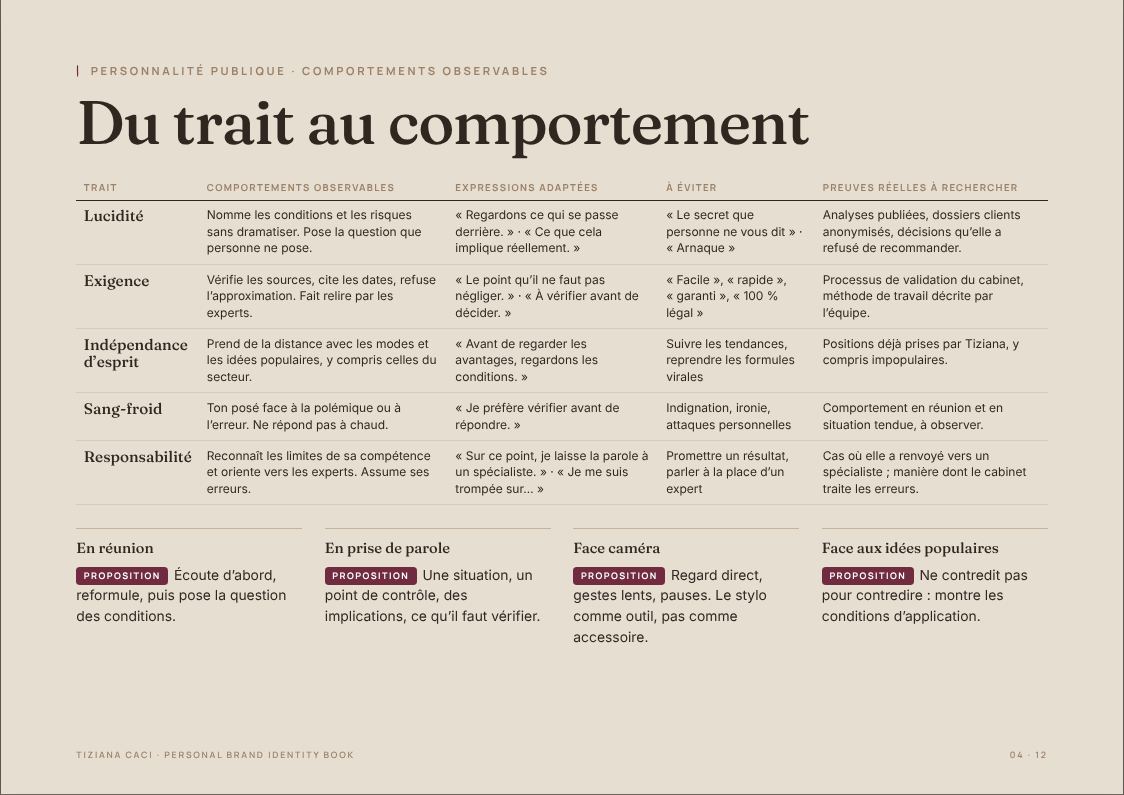 PERSONNALITÉ PUBLIQUE · COMPORTEMENTS OBSERVABLES
Du trait au comportement
TRAIT COMPORTEMENTS OBSERVABLES EXPRESSIONS ADAPTÉES À ÉVITER PREUVES RÉELLES À RECHERCHER
Lucidité
Nomme les conditions et les risques
sans dramatiser. Pose la question que
personne ne pose.
« Regardons ce qui se passe
derrière. » · « Ce que cela
implique réellement. »
« Le secret que
personne ne vous dit » ·
« Arnaque »
Analyses publiées, dossiers clients
anonymisés, décisions qu’elle a
refusé de recommander.
Exigence
Vérifie les sources, cite les dates, refuse
l’approximation. Fait relire par les
experts.
« Le point qu’il ne faut pas
négliger. » · « À vérifier avant de
décider. »
« Facile », « rapide »,
« garanti », « 100 %
légal »
Processus de validation du cabinet,
méthode de travail décrite par
l’équipe.
Indépendance
d’esprit
Prend de la distance avec les modes et
les idées populaires, y compris celles du
secteur.
« Avant de regarder les
avantages, regardons les
conditions. »
Suivre les tendances,
reprendre les formules
virales
Positions déjà prises par Tiziana, y
compris impopulaires.
Sang-froid
Ton posé face à la polémique ou à
l’erreur. Ne répond pas à chaud.
« Je préfère vérifier avant de
répondre. »
Indignation, ironie,
attaques personnelles
Comportement en réunion et en
situation tendue, à observer.
Responsabilité
Reconnaît les limites de sa compétence
et oriente vers les experts. Assume ses
erreurs.
« Sur ce point, je laisse la parole à
un spécialiste. » · « Je me suis
trompée sur… »
Promettre un résultat,
parler à la place d’un
expert
Cas où elle a renvoyé vers un
spécialiste ; manière dont le cabinet
traite les erreurs.
En réunion
PROPOSITION Écoute d’abord,
reformule, puis pose la question
des conditions.
En prise de parole
PROPOSITION Une situation, un
point de contrôle, des
implications, ce qu’il faut vérifier.
Face caméra
PROPOSITION Regard direct,
gestes lents, pauses. Le stylo
comme outil, pas comme
accessoire.
Face aux idées populaires
PROPOSITION Ne contredit pas
pour contredire : montre les
conditions d’application.
TIZIANA CACI · PERSONAL BRAND IDENTITY BOOK
04 · 12